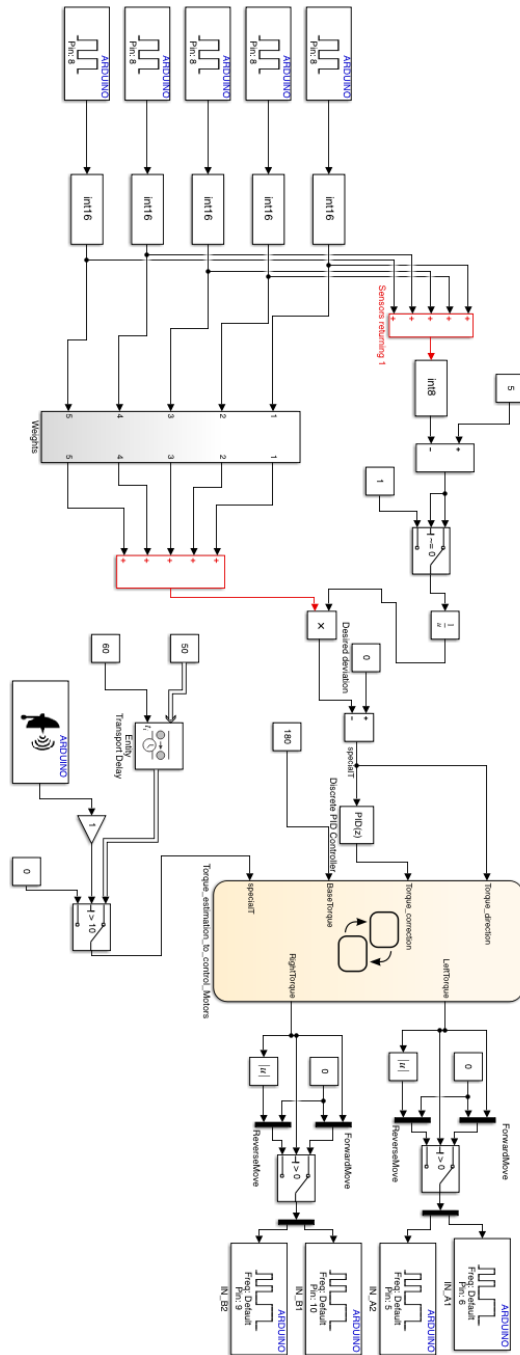 ARDUINO
Pin: 8
ARDUINO
Pin: 8
ARDUINO
Pin: 8
ARDUINO
Pin: 8
ARDUINO
Pin: 8
int16
int16
int16
int16
int16
+
+
+
+
+
Sensors returning 1
int8
5
+
−
1
~= 0
1
u
1
2
3
4
5
1
2
3
4
5
Weights
+
+
+
+
+
×
Desired deviation
0
+
−
specialT
PID(z)
Discrete PID Controller
180
50
60
Entity
Transport Delay
ARDUINO
1
0
> 10
Torque_direction
Torque_correction
BaseTorque
specialT
LeftTorque
RightTorque
Torque_estimation_to_control_Motors
0
|u|
ForwardMove
ReverseMove
> 0
0
|u|
ForwardMove
ReverseMove
> 0
ARDUINO
Freq: Default
Pin: 6
IN_A1
ARDUINO
Freq: Default
Pin: 5
IN_A2
ARDUINO
Freq: Default
Pin: 10
IN_B1
ARDUINO
Freq: Default
Pin: 9
IN_B2